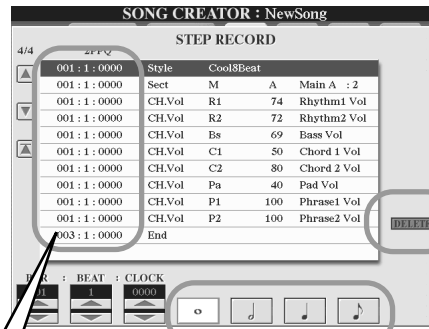 SONG CREATOR : NewSong
STEP RECORD
4/4 2PPQ
001 : 1 : 0000 Style Cool8Beat
001 : 1 : 0000 Sect M A Main A : 2
001 : 1 : 0000 CH.Vol R1 74 Rhythm1 Vol
001 : 1 : 0000 CH.Vol R2 72 Rhythm2 Vol
001 : 1 : 0000 CH.Vol Bs 69 Bass Vol
001 : 1 : 0000 CH.Vol C1 50 Chord 1 Vol
001 : 1 : 0000 CH.Vol C2 80 Chord 2 Vol
001 : 1 : 0000 CH.Vol Pa 40 Pad Vol
001 : 1 : 0000 CH.Vol P1 100 Phrase1 Vol
001 : 1 : 0000 CH.Vol P2 100 Phrase2 Vol
DELETE
003 : 1 : 0000 End
: BEAT : CLOCK
1 0000